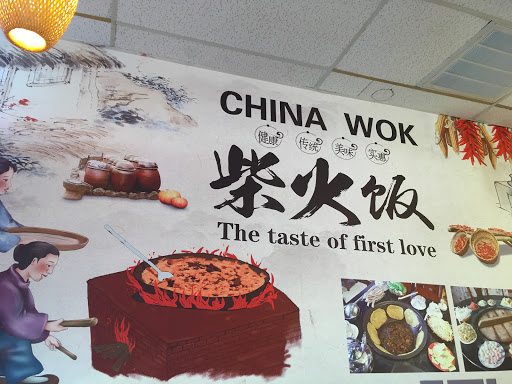 CHINA WOK
健康 传统 美味 实惠
柴火饭
The taste of first love